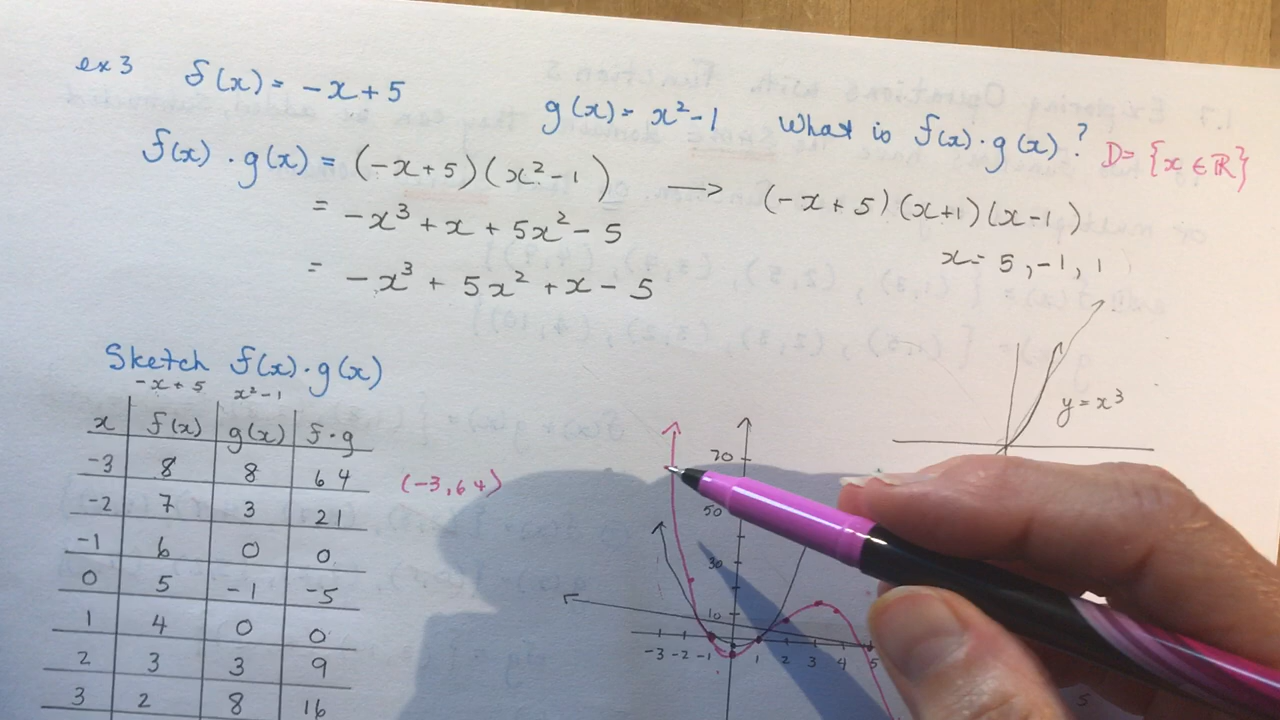 ex 3 f(x) = -x + 5
g(x) = x² - 1 What is f(x)·g(x)?
D = {x ∈ ℝ}
f(x)·g(x) = (-x + 5)(x² - 1) → (-x + 5)(x+1)(x-1)
= -x³ + x + 5x² - 5
x = 5, -1, 1
= -x³ + 5x² + x - 5
Sketch f(x)·g(x)
-x + 5 x² - 1
x f(x) g(x) f·g
-3 8 8 64
-2 7 3 21
-1 6 0 0
0 5 -1 -5
1 4 0 0
2 3 3 9
3 2 8 16
(-3, 64)
y = x³
70
50
30
10
-3 -2 -1 1 2 3 4 5
5